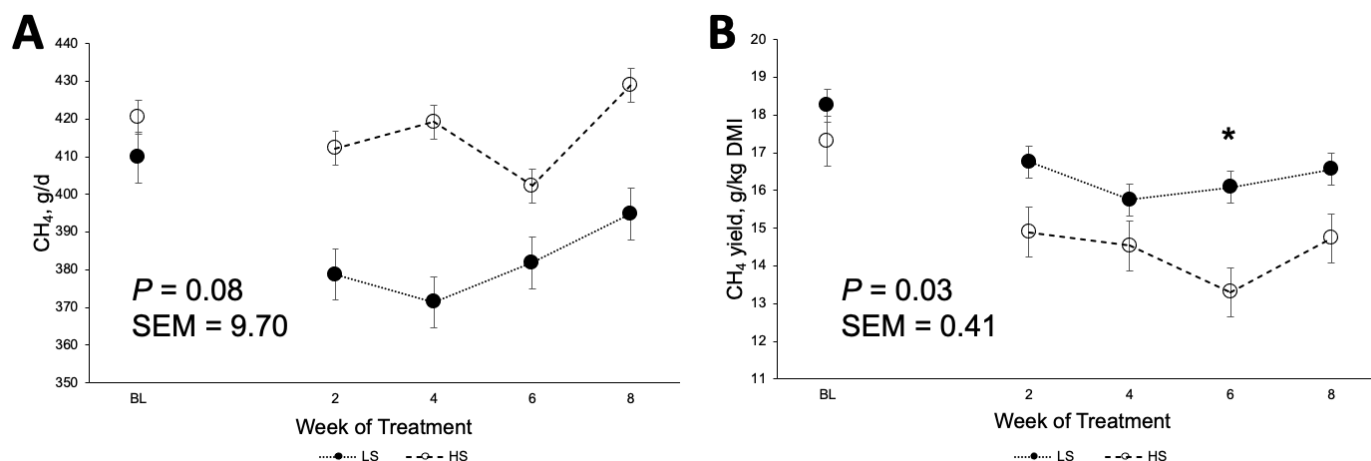 A
440
430
420
410
400
390
380
370
360
350
CH₄, g/d
P = 0.08
SEM = 9.70
BL 2 4 6 8
Week of Treatment
LS HS
B
20
19
18
17
16
15
14
13
12
11
CH₄ yield, g/kg DMI
*
P = 0.03
SEM = 0.41
BL 2 4 6 8
Week of Treatment
LS HS